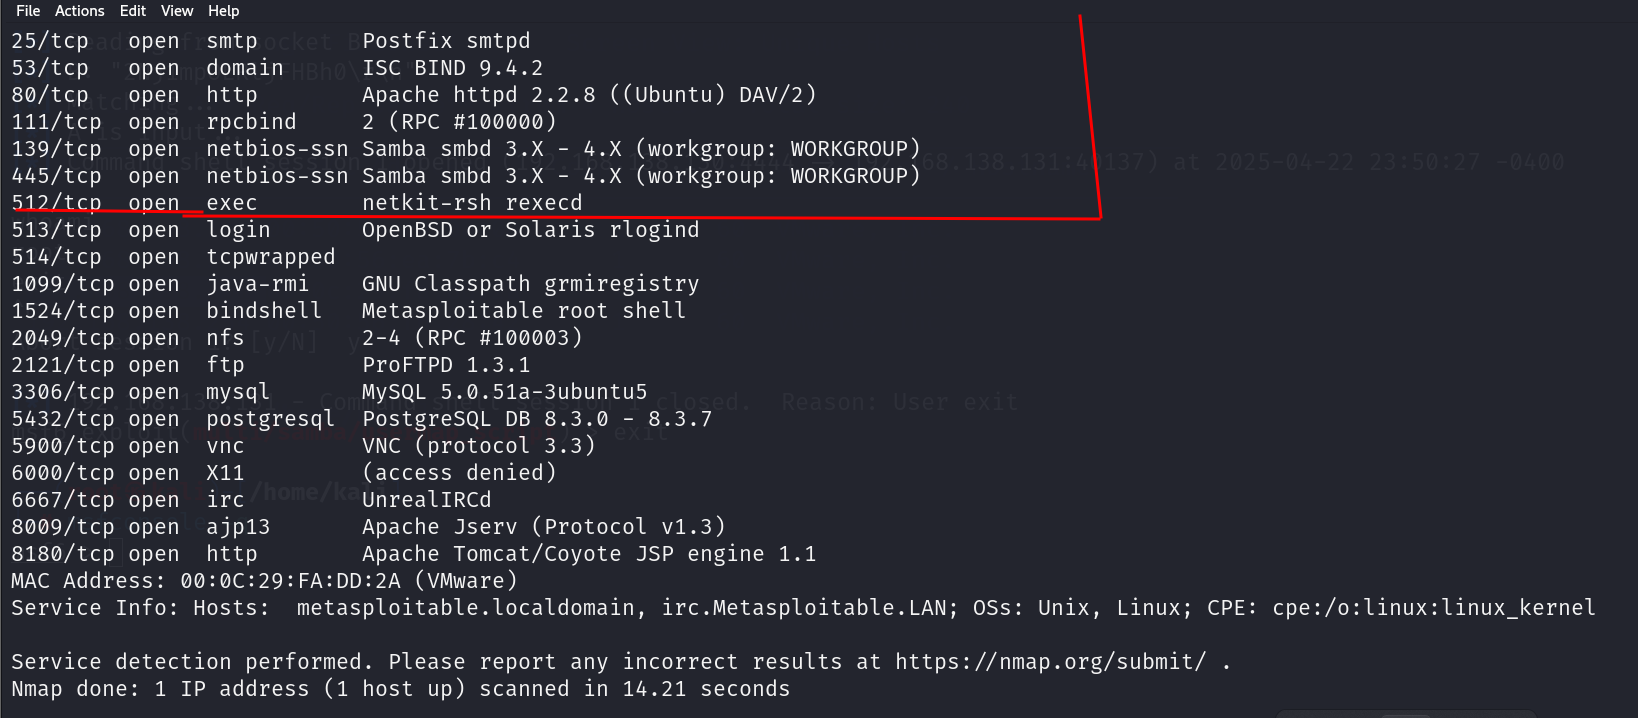 File Actions Edit View Help
25/tcp open smtp Postfix smtpd
53/tcp open domain ISC BIND 9.4.2
80/tcp open http Apache httpd 2.2.8 ((Ubuntu) DAV/2)
111/tcp open rpcbind 2 (RPC #100000)
139/tcp open netbios-ssn Samba smbd 3.X - 4.X (workgroup: WORKGROUP)
445/tcp open netbios-ssn Samba smbd 3.X - 4.X (workgroup: WORKGROUP)
512/tcp open exec netkit-rsh rexecd
513/tcp open login OpenBSD or Solaris rlogind
514/tcp open tcpwrapped
1099/tcp open java-rmi GNU Classpath grmiregistry
1524/tcp open bindshell Metasploitable root shell
2049/tcp open nfs 2-4 (RPC #100003)
2121/tcp open ftp ProFTPD 1.3.1
3306/tcp open mysql MySQL 5.0.51a-3ubuntu5
5432/tcp open postgresql PostgreSQL DB 8.3.0 - 8.3.7
5900/tcp open vnc VNC (protocol 3.3)
6000/tcp open X11 (access denied)
6667/tcp open irc UnrealIRCd
8009/tcp open ajp13 Apache Jserv (Protocol v1.3)
8180/tcp open http Apache Tomcat/Coyote JSP engine 1.1
MAC Address: 00:0C:29:FA:DD:2A (VMware)
Service Info: Hosts: metasploitable.localdomain, irc.Metasploitable.LAN; OSs: Unix, Linux; CPE: cpe:/o:linux:linux_kernel
Service detection performed. Please report any incorrect results at https://nmap.org/submit/ .
Nmap done: 1 IP address (1 host up) scanned in 14.21 seconds